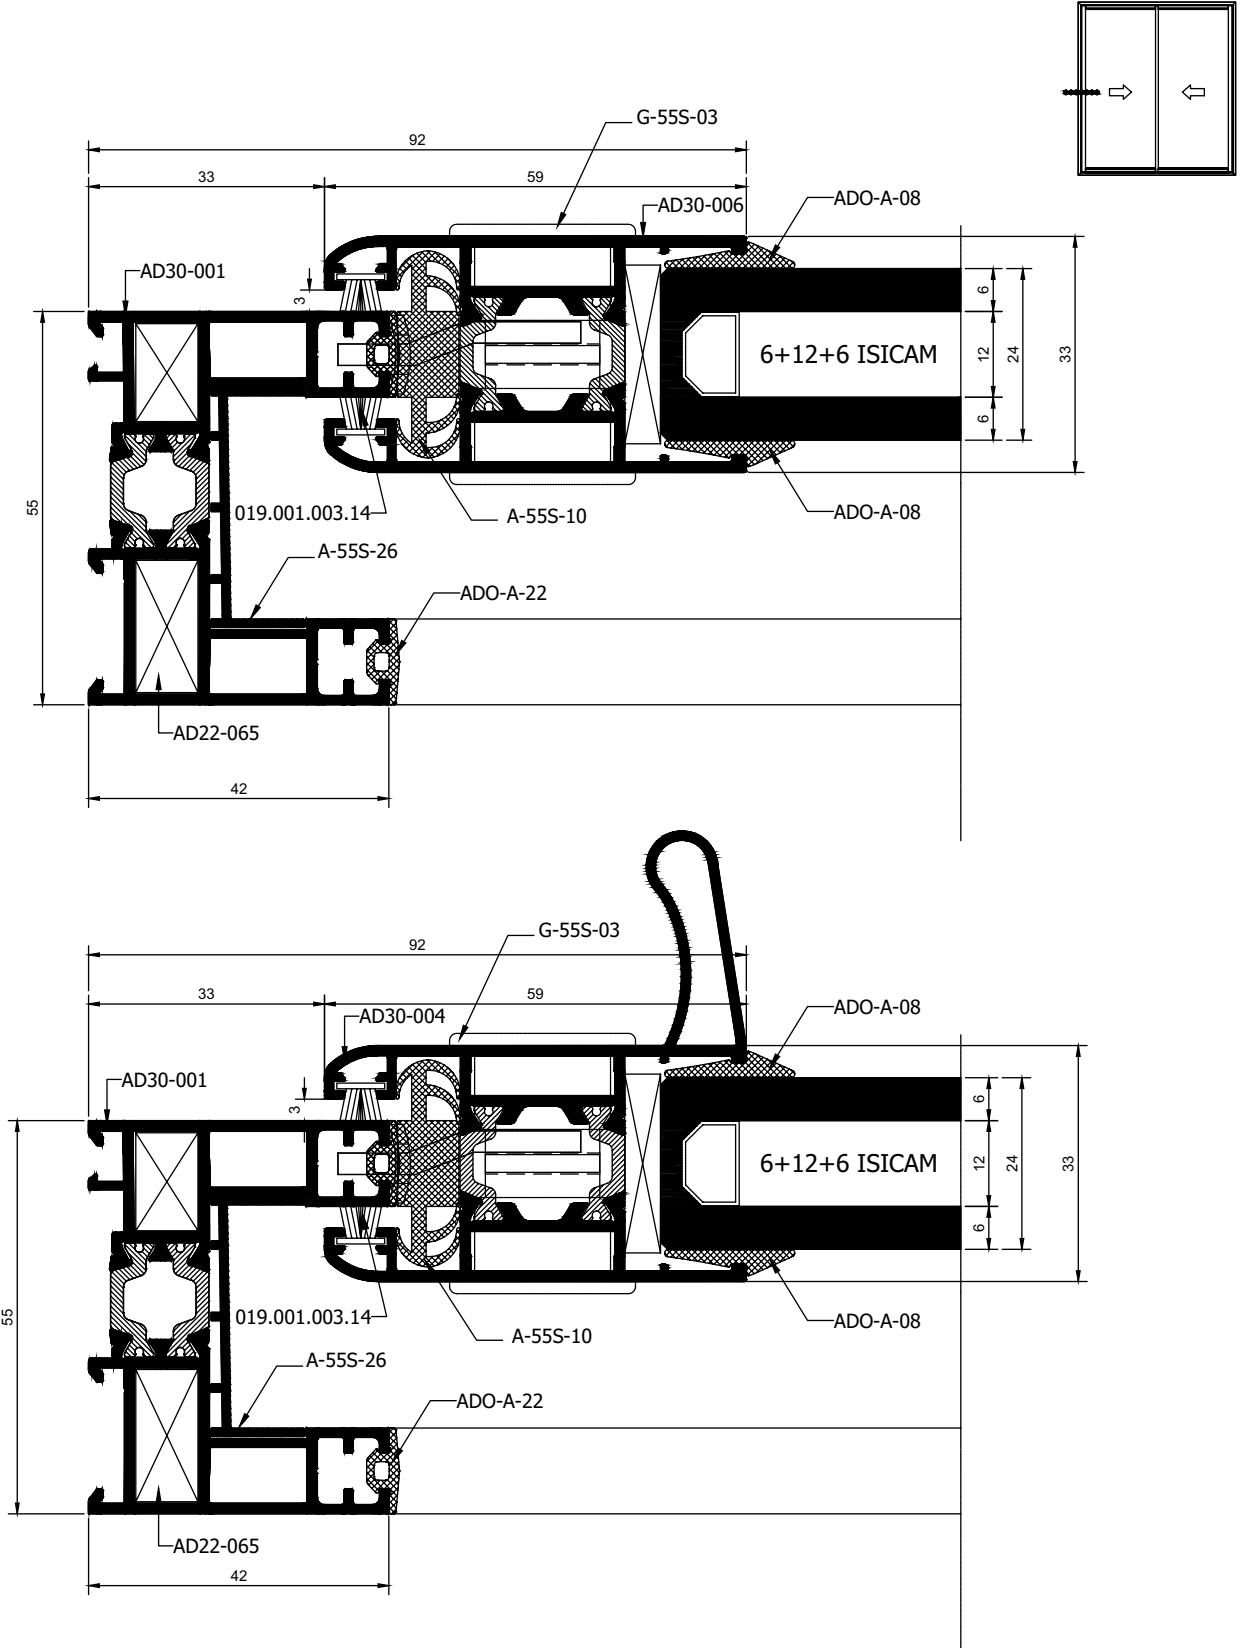 G-55S-03
92
33
59
ADO-A-08
AD30-006
AD30-001
3
6
6+12+6 ISICAM
12
24
33
6
55
019.001.003.14
A-55S-10
ADO-A-08
A-55S-26
ADO-A-22
AD22-065
42
G-55S-03
92
33
59
AD30-004
ADO-A-08
AD30-001
3
6
6+12+6 ISICAM
12
24
33
6
55
019.001.003.14
A-55S-10
ADO-A-08
A-55S-26
ADO-A-22
AD22-065
42